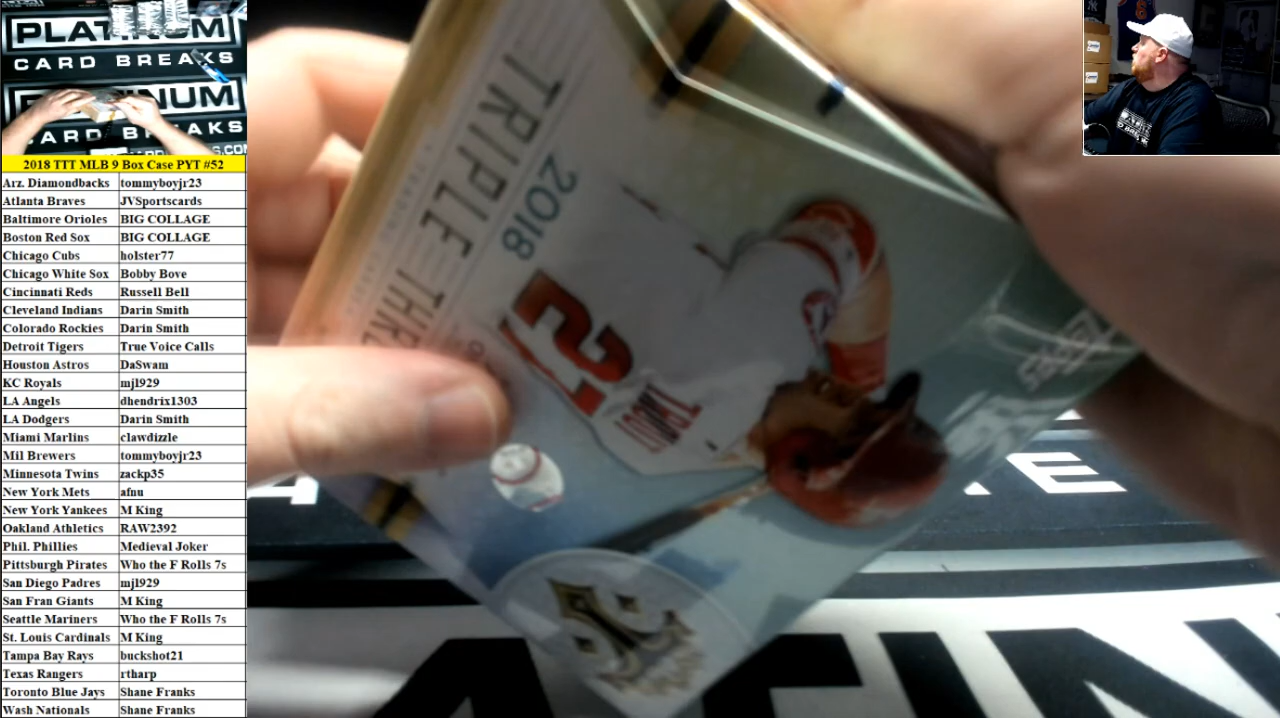 PLATINUM
CARD BREAKS
2018 TTT MLB 9 Box Case PYT #52
Arz. Diamondbacks tommyboyjr23
Atlanta Braves JVSportscards
Baltimore Orioles BIG COLLAGE
Boston Red Sox BIG COLLAGE
Chicago Cubs holster77
Chicago White Sox Bobby Bove
Cincinnati Reds Russell Bell
Cleveland Indians Darin Smith
Colorado Rockies Darin Smith
Detroit Tigers True Voice Calls
Houston Astros DaSwam
KC Royals mjl929
LA Angels dhendrix1303
LA Dodgers Darin Smith
Miami Marlins clawdizzle
Mil Brewers tommyboyjr23
Minnesota Twins zackp35
New York Mets afnu
New York Yankees M King
Oakland Athletics RAW2392
Phil. Phillies Medieval Joker
Pittsburgh Pirates Who the F Rolls 7s
San Diego Padres mjl929
San Fran Giants M King
Seattle Mariners Who the F Rolls 7s
St. Louis Cardinals M King
Tampa Bay Rays buckshot21
Texas Rangers rtharp
Toronto Blue Jays Shane Franks
Wash Nationals Shane Franks
2018
TRIPLE THRE
27
TROUT